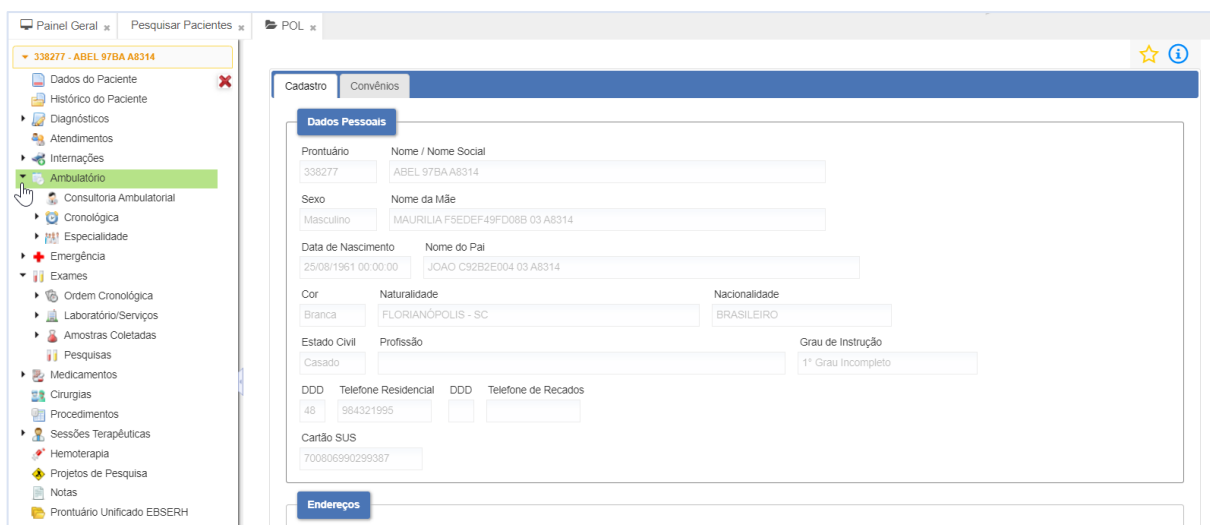 Painel Geral Pesquisar Pacientes POL
338277 - ABEL 97BA A8314
Dados do Paciente
Histórico do Paciente
Diagnósticos
Atendimentos
Internações
Ambulatório
Consultoria Ambulatorial
Cronológica
Especialidade
Emergência
Exames
Ordem Cronológica
Laboratório/Serviços
Amostras Coletadas
Pesquisas
Medicamentos
Cirurgias
Procedimentos
Sessões Terapêuticas
Hemoterapia
Projetos de Pesquisa
Notas
Prontuário Unificado EBSERH
Cadastro Convênios
Dados Pessoais
Prontuário Nome / Nome Social
338277 ABEL 97BA A8314
Sexo Nome da Mãe
Masculino MAURILIA F5EDEF49FD08B 03 A8314
Data de Nascimento Nome do Pai
25/08/1961 00:00:00 JOAO C92B2E004 03 A8314
Cor Naturalidade Nacionalidade
Branca FLORIANÓPOLIS - SC BRASILEIRO
Estado Civil Profissão Grau de Instrução
Casado 1° Grau Incompleto
DDD Telefone Residencial DDD Telefone de Recados
48 984321995
Cartão SUS
700806990299387
Endereços